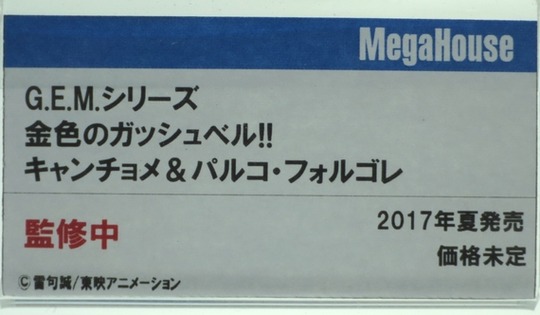 MegaHouse
G.E.M.シリーズ
金色のガッシュベル!!
キャンチョメ&パルコ・フォルゴレ
監修中
2017年夏発売
価格未定
©雷句誠/東映アニメーション